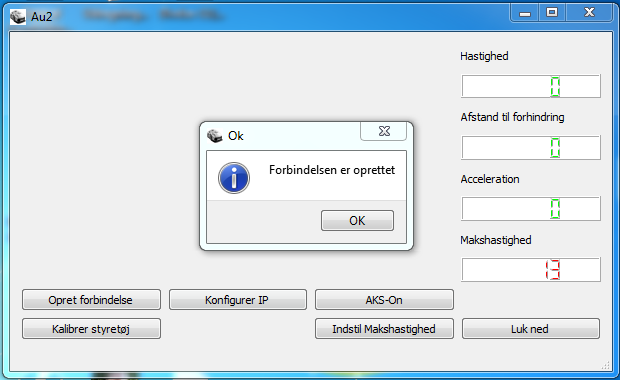 Au2
Hastighed
0
Afstand til forhindring
0
Ok
Forbindelsen er oprettet
OK
Acceleration
0
Makshastighed
13
Opret forbindelse
Konfigurer IP
AKS-On
Kalibrer styretøj
Indstil Makshastighed
Luk ned